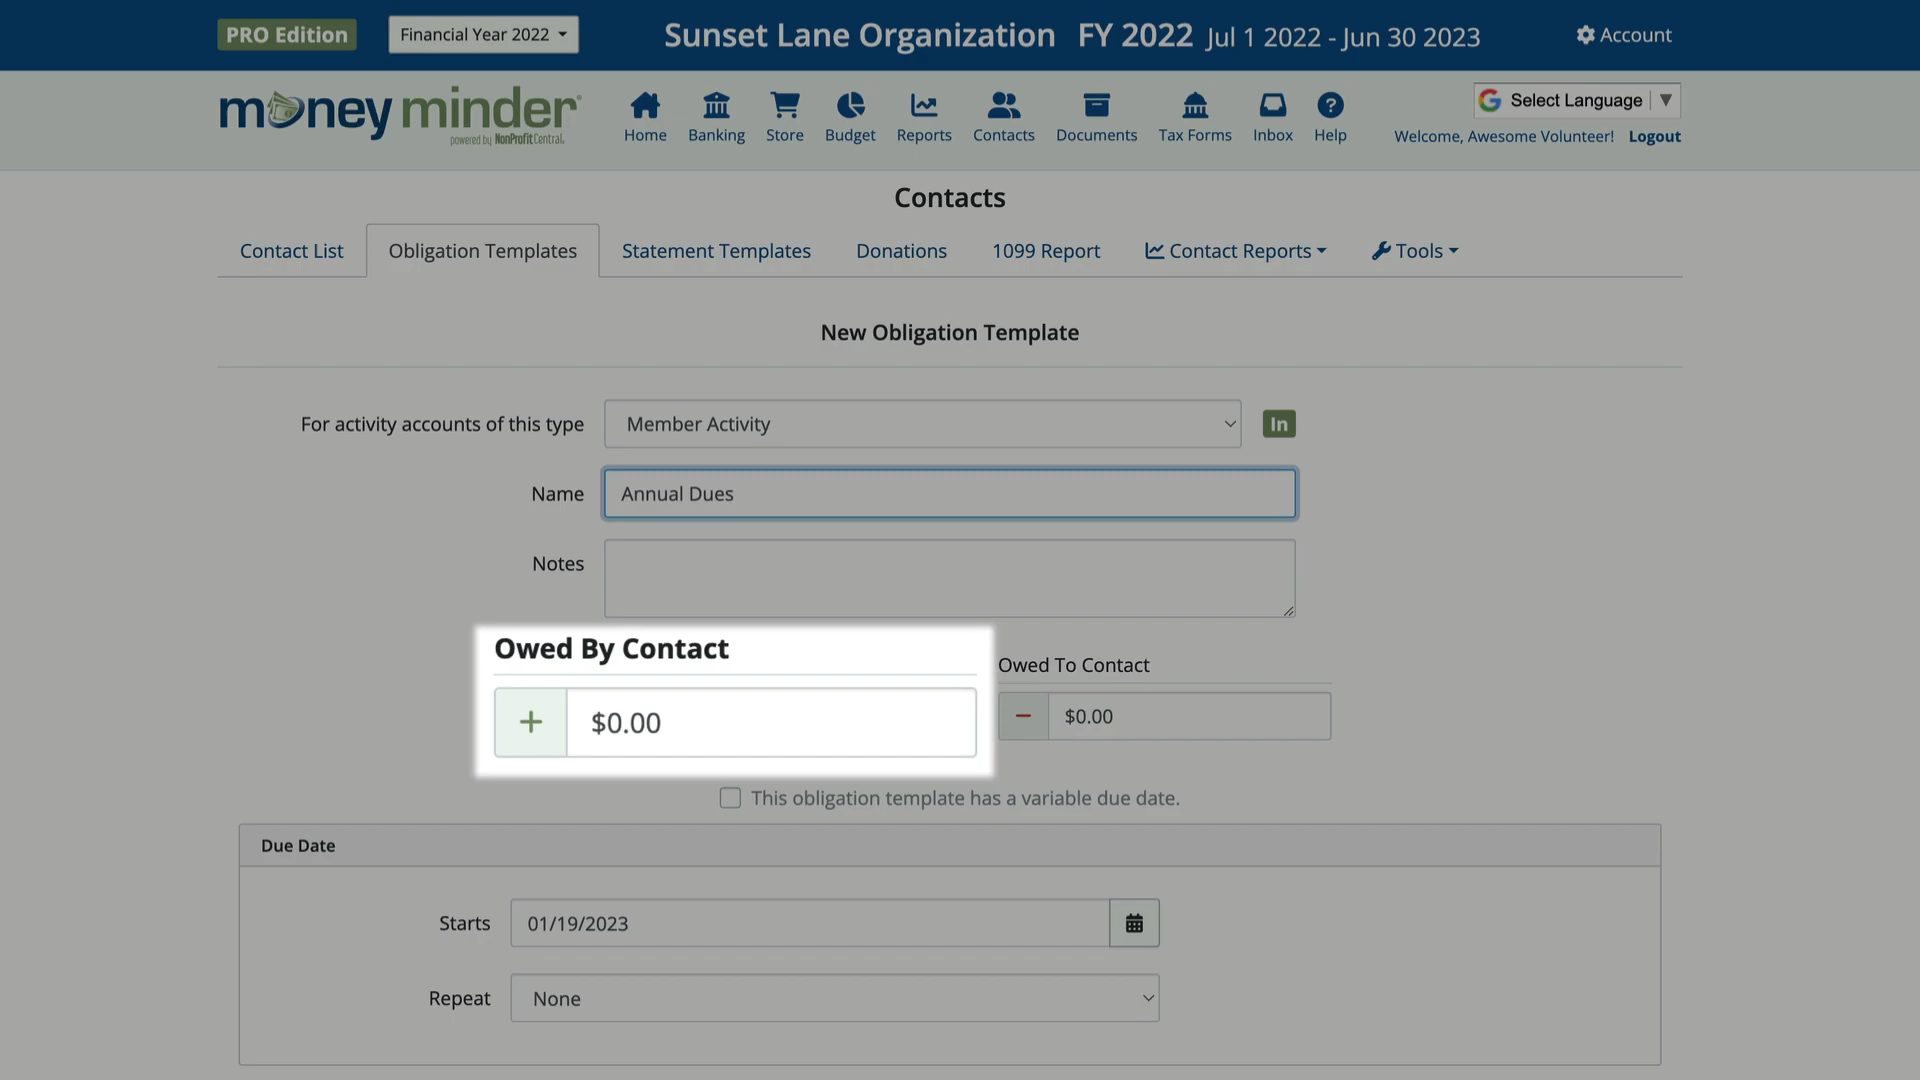 PRO Edition
Financial Year 2022
Sunset Lane Organization FY 2022 Jul 1 2022 - Jun 30 2023
Account
money minder
powered by NonProfitCentral.
Home
Banking
Store
Budget
Reports
Contacts
Documents
Tax Forms
Inbox
Help
Select Language ▼
Welcome, Awesome Volunteer! Logout
Contacts
Contact List
Obligation Templates
Statement Templates
Donations
1099 Report
Contact Reports
Tools
New Obligation Template
For activity accounts of this type
Member Activity
In
Name
Annual Dues
Notes
Owed By Contact
+ $0.00
Owed To Contact
− $0.00
This obligation template has a variable due date.
Due Date
Starts
01/19/2023
Repeat
None